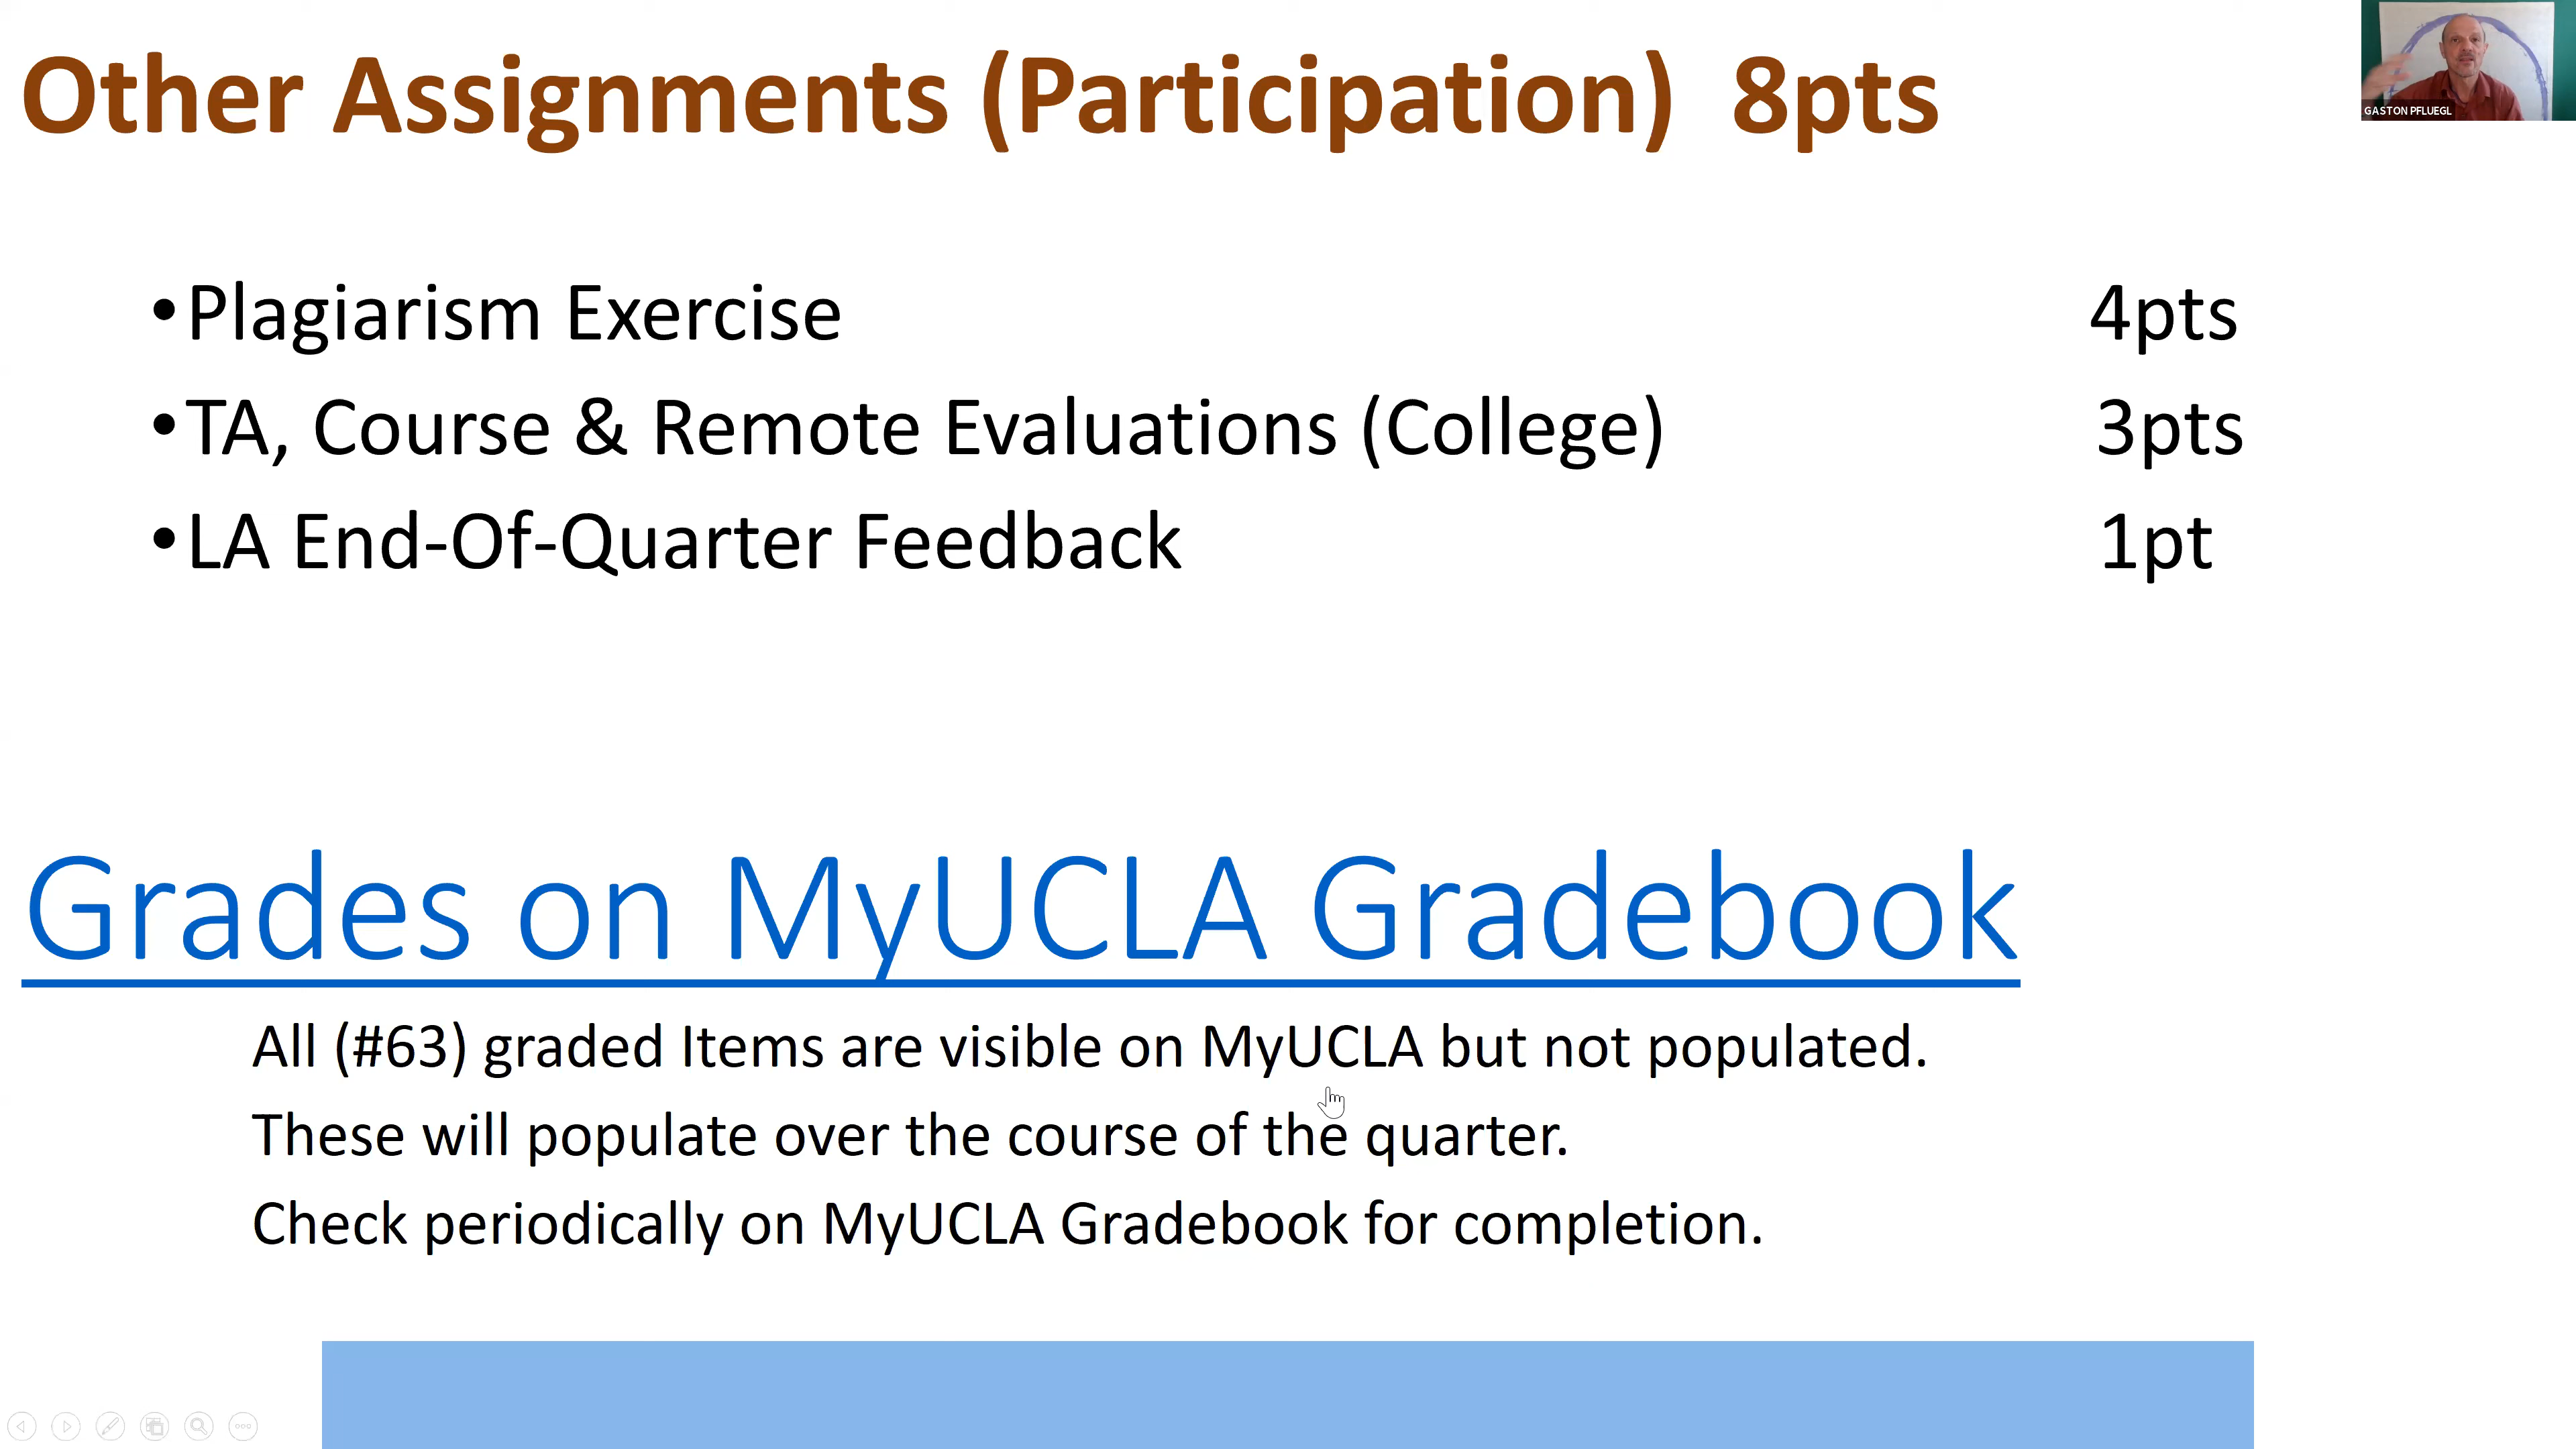 Other Assignments (Participation) 8pts
GASTON PFLUEGL
•Plagiarism Exercise 4pts
•TA, Course & Remote Evaluations (College) 3pts
•LA End-Of-Quarter Feedback 1pt
Grades on MyUCLA Gradebook
All (#63) graded Items are visible on MyUCLA but not populated.
These will populate over the course of the quarter.
Check periodically on MyUCLA Gradebook for completion.